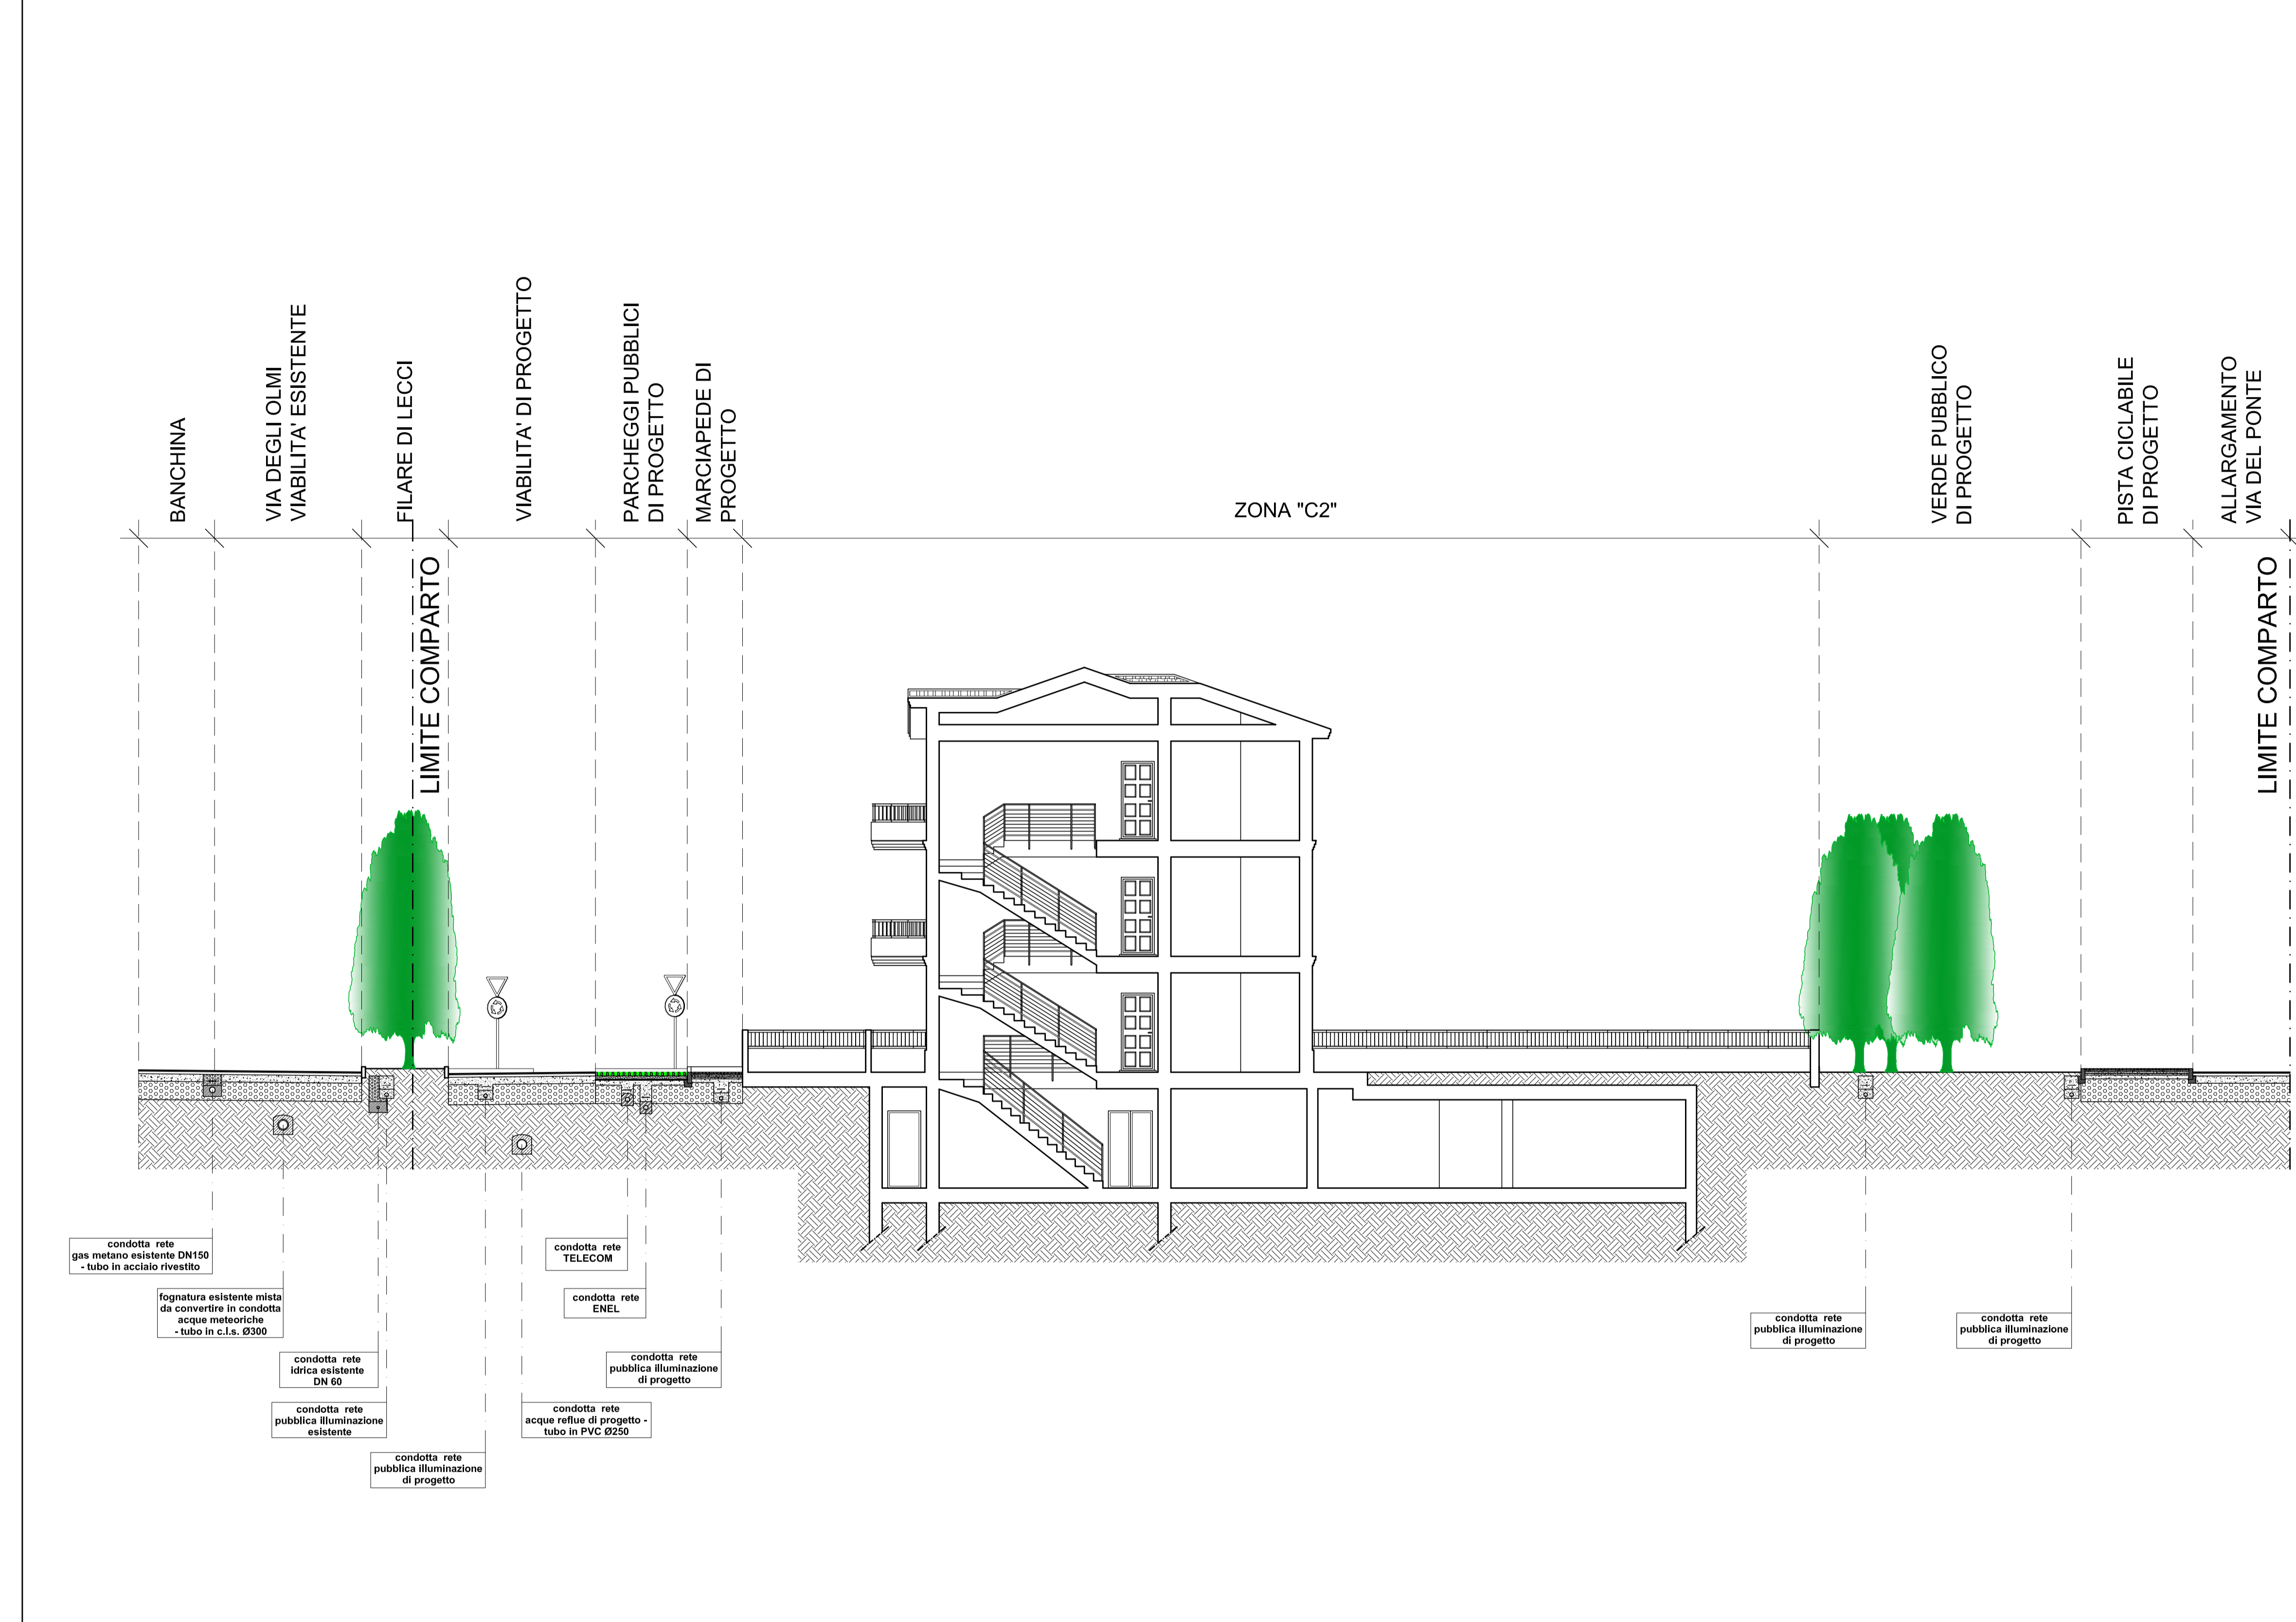 BANCHINA
VIA DEGLI OLMI
VIABILITA' ESISTENTE
FILARE DI LECCI
VIABILITA' DI PROGETTO
PARCHEGGI PUBBLICI
DI PROGETTO
MARCIAPEDE DI
PROGETTO
ZONA "C2"
VERDE PUBBLICO
DI PROGETTO
PISTA CICLABILE
DI PROGETTO
ALLARGAMENTO
VIA DEL PONTE
LIMITE COMPARTO
LIMITE COMPARTO
condotta rete
gas metano esistente DN150
- tubo in acciaio rivestito
fognatura esistente mista
da convertire in condotta
acque meteoriche
- tubo in c.l.s. Ø300
condotta rete
idrica esistente
DN 60
condotta rete
pubblica illuminazione
esistente
condotta rete
pubblica illuminazione
di progetto
condotta rete
acque reflue di progetto -
tubo in PVC Ø250
condotta rete
TELECOM
condotta rete
ENEL
condotta rete
pubblica illuminazione
di progetto
condotta rete
pubblica illuminazione
di progetto
condotta rete
pubblica illuminazione
di progetto